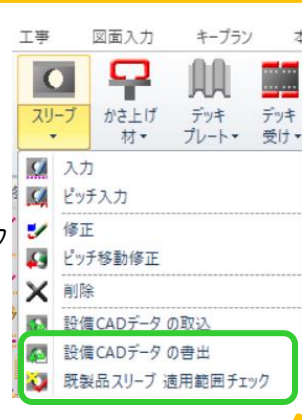 工事 図面入力 キープラン
スリーブ かさ上げ材 デッキプレート デッキ受け
入力
ピッチ入力
修正
ピッチ移動修正
削除
設備CADデータ の取込
設備CADデータ の書出
既製品スリーブ 適用範囲チェック